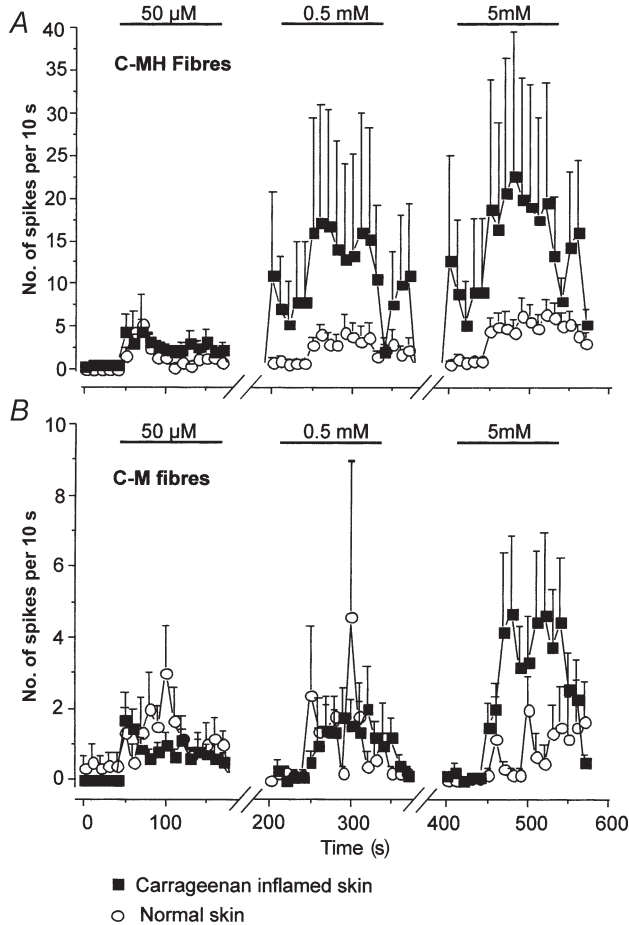 A
50 µM
0.5 mM
5mM
C-MH Fibres
No. of spikes per 10 s
40
35
30
25
20
15
10
5
0
B
50 µM
0.5 mM
5mM
C-M fibres
No. of spikes per 10 s
10
8
6
4
2
0
0
100
200
300
400
500
600
Time (s)
Carrageenan inflamed skin
Normal skin